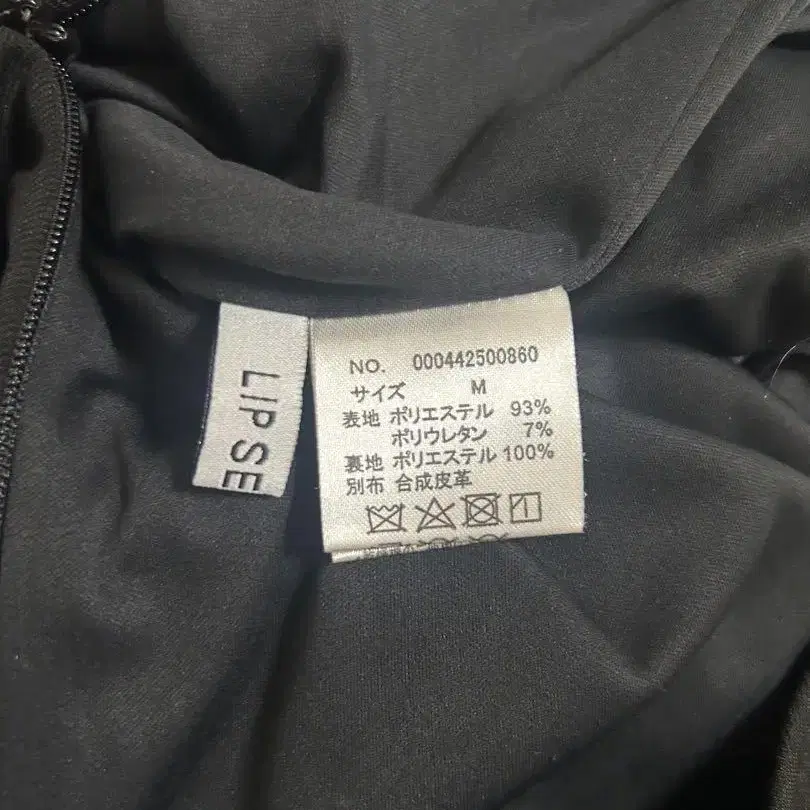 LIP SE
NO. 000442500860
サイズ M
表地 ポリエステル 93%
ポリウレタン 7%
裏地 ポリエステル 100%
別布 合成皮革